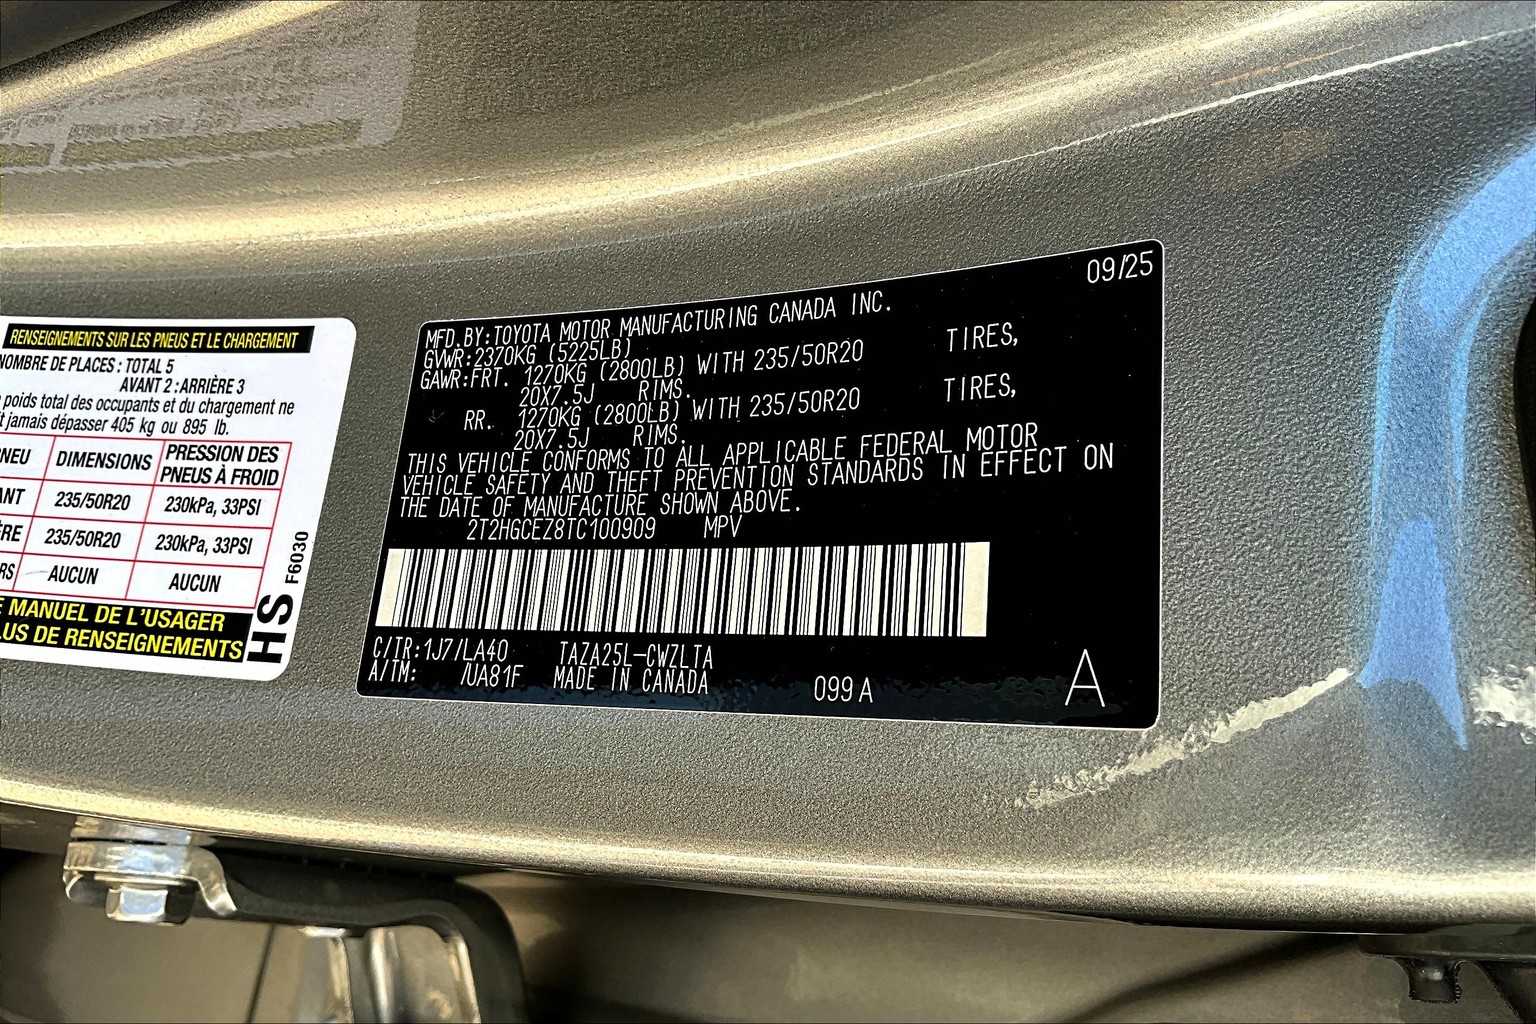 RENSEIGNEMENTS SUR LES PNEUS ET LE CHARGEMENT
NOMBRE DE PLACES : TOTAL 5
AVANT 2 : ARRIÈRE 3
poids total des occupants et du chargement ne
jamais dépasser 405 kg ou 895 lb.
DIMENSIONS PRESSION DES PNEUS À FROID
235/50R20 230kPa, 33PSI
235/50R20 230kPa, 33PSI
AUCUN AUCUN
MANUEL DE L'USAGER
DE RENSEIGNEMENTS
HS F6030
09/25
MFD.BY:TOYOTA MOTOR MANUFACTURING CANADA INC.
GVWR:2370KG (5225LB)
GAWR:FRT. 1270KG (2800LB) WITH 235/50R20 TIRES,
20X7.5J RIMS.
RR. 1270KG (2800LB) WITH 235/50R20 TIRES,
20X7.5J RIMS.
THIS VEHICLE CONFORMS TO ALL APPLICABLE FEDERAL MOTOR
VEHICLE SAFETY AND THEFT PREVENTION STANDARDS IN EFFECT ON
THE DATE OF MANUFACTURE SHOWN ABOVE.
2T2HGCEZ8TC100909 MPV
C/TR:1J7/LA40 TAZA25L-CWZLTA
A/TM: /UA81F MADE IN CANADA 099 A A